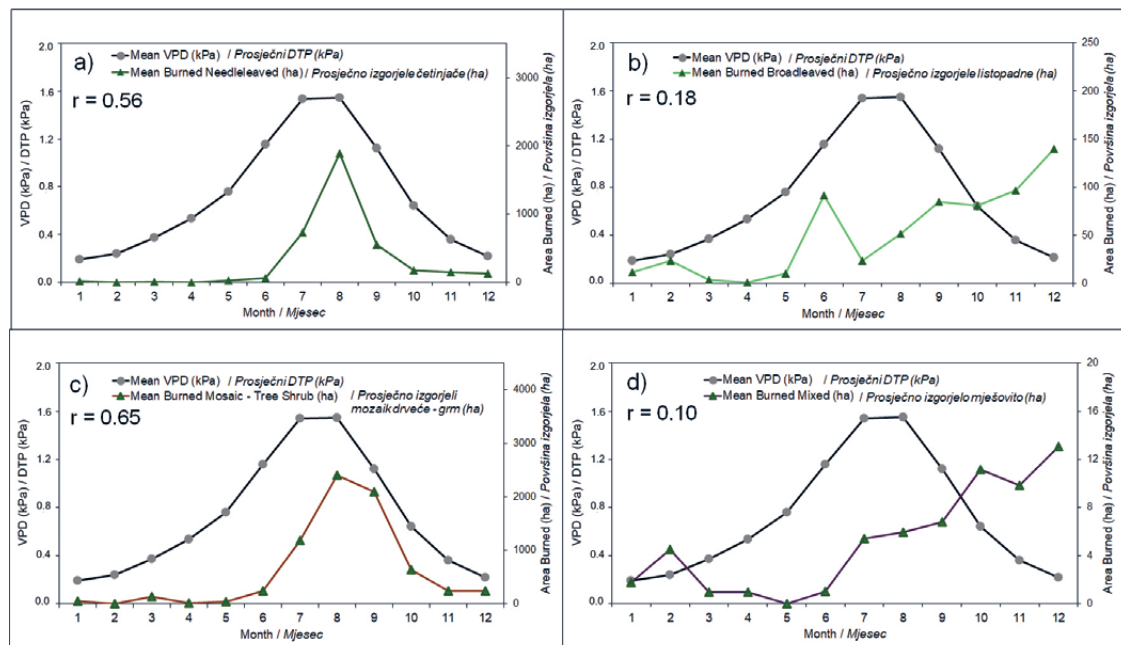 a)
r = 0.56
Mean VPD (kPa) / Prosječni DTP (kPa)
Mean Burned Needleleaved (ha) / Prosječno izgorjele četinjače (ha)
VPD (kPa) / DTP (kPa)
2.0
1.6
1.2
0.8
0.4
0.0
3000
2000
1000
0
Area Burned (ha) / Površina izgorjela (ha)
1 2 3 4 5 6 7 8 9 10 11 12
Month / Mjesec
b)
r = 0.18
Mean VPD (kPa) / Prosječni DTP (kPa)
Mean Burned Broadleaved (ha) / Prosječno izgorjele listopadne (ha)
VPD (kPa) / DTP (kPa)
2.0
1.6
1.2
0.8
0.4
0.0
250
200
150
100
50
0
Area Burned (ha) / Površina izgorjela (ha)
1 2 3 4 5 6 7 8 9 10 11 12
Month / Mjesec
c)
r = 0.65
Mean VPD (kPa) / Prosječni DTP (kPa)
Mean Burned Mosaic - Tree Shrub (ha) / Prosječno izgorjeli
mozaik drveće - grm (ha)
VPD (kPa) / DTP (kPa)
2.0
1.6
1.2
0.8
0.4
0.0
4000
3000
2000
1000
0
Area Burned (ha) / Površina izgorjela (ha)
1 2 3 4 5 6 7 8 9 10 11 12
Month / Mjesec
d)
r = 0.10
Mean VPD (kPa) / Prosječni DTP (kPa)
Mean Burned Mixed (ha) / Prosječno izgorjelo mješovito (ha)
VPD (kPa) / DTP (kPa)
2.0
1.6
1.2
0.8
0.4
0.0
20
16
12
8
4
0
Area Burned (ha) / Površina izgorjela (ha)
1 2 3 4 5 6 7 8 9 10 11 12
Month / Mjesec